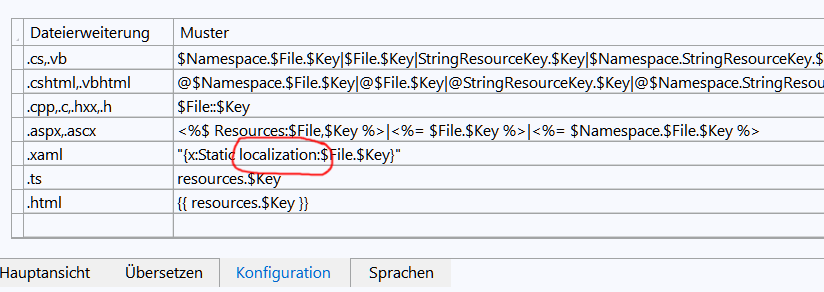 Dateierweiterung Muster
.cs,.vb $Namespace.$File.$Key|$File.$Key|StringResourceKey.$Key|$Namespace.StringResourceKey.$
.cshtml,.vbhtml @$Namespace.$File.$Key|@$File.$Key|@StringResourceKey.$Key|@$Namespace.StringResou
.cpp,.c,.hxx,.h $File::$Key
.aspx,.ascx <%$ Resources:$File,$Key %>|<%= $File.$Key %>|<%= $Namespace.$File.$Key %>
.xaml "{x:Static localization:$File.$Key}"
.ts resources.$Key
.html {{ resources.$Key }}
Hauptansicht Übersetzen Konfiguration Sprachen